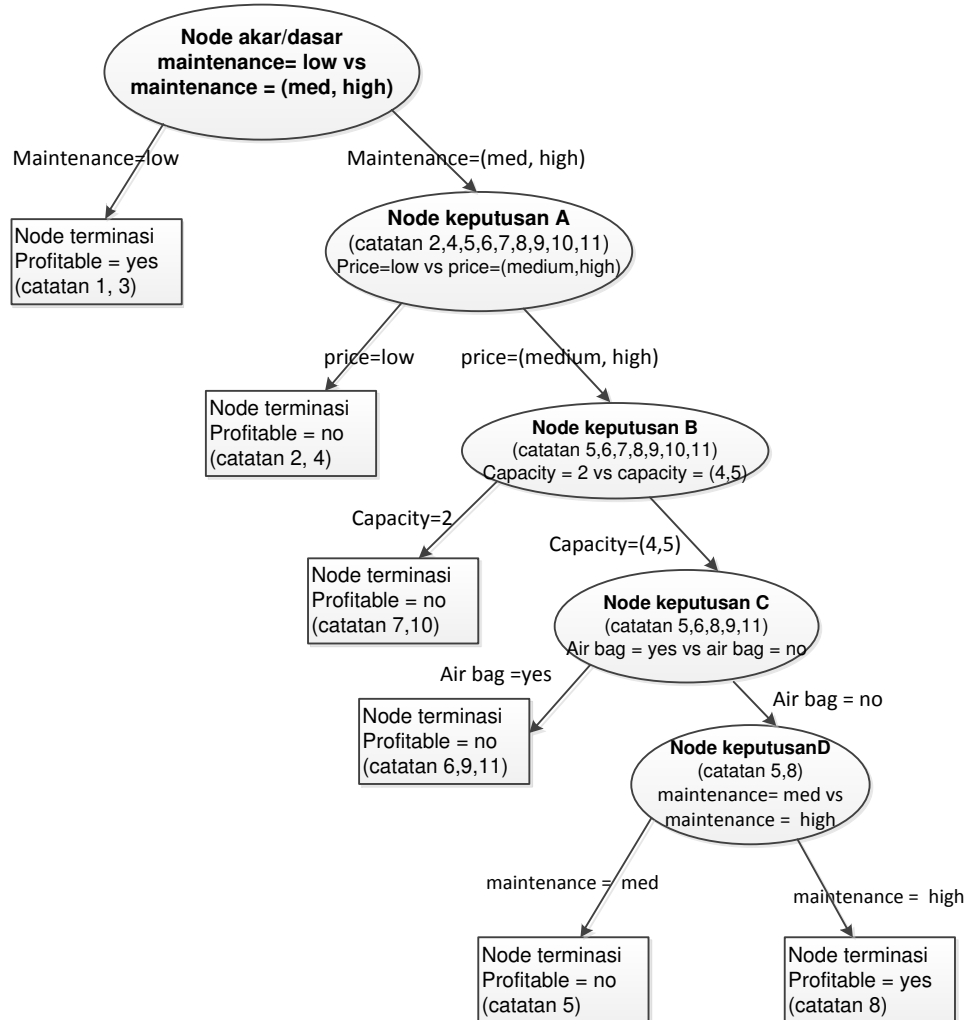 Node akar/dasar
maintenance= low vs
maintenance = (med, high)
Maintenance=low
Maintenance=(med, high)
Node terminasi
Profitable = yes
(catatan 1, 3)
Node keputusan A
(catatan 2,4,5,6,7,8,9,10,11)
Price=low vs price=(medium,high)
price=low
price=(medium, high)
Node terminasi
Profitable = no
(catatan 2, 4)
Node keputusan B
(catatan 5,6,7,8,9,10,11)
Capacity = 2 vs capacity = (4,5)
Capacity=2
Capacity=(4,5)
Node terminasi
Profitable = no
(catatan 7,10)
Node keputusan C
(catatan 5,6,8,9,11)
Air bag = yes vs air bag = no
Air bag =yes
Air bag = no
Node terminasi
Profitable = no
(catatan 6,9,11)
Node keputusanD
(catatan 5,8)
maintenance= med vs
maintenance =  high
maintenance =  med
maintenance =  high
Node terminasi
Profitable = no
(catatan 5)
Node terminasi
Profitable = yes
(catatan 8)